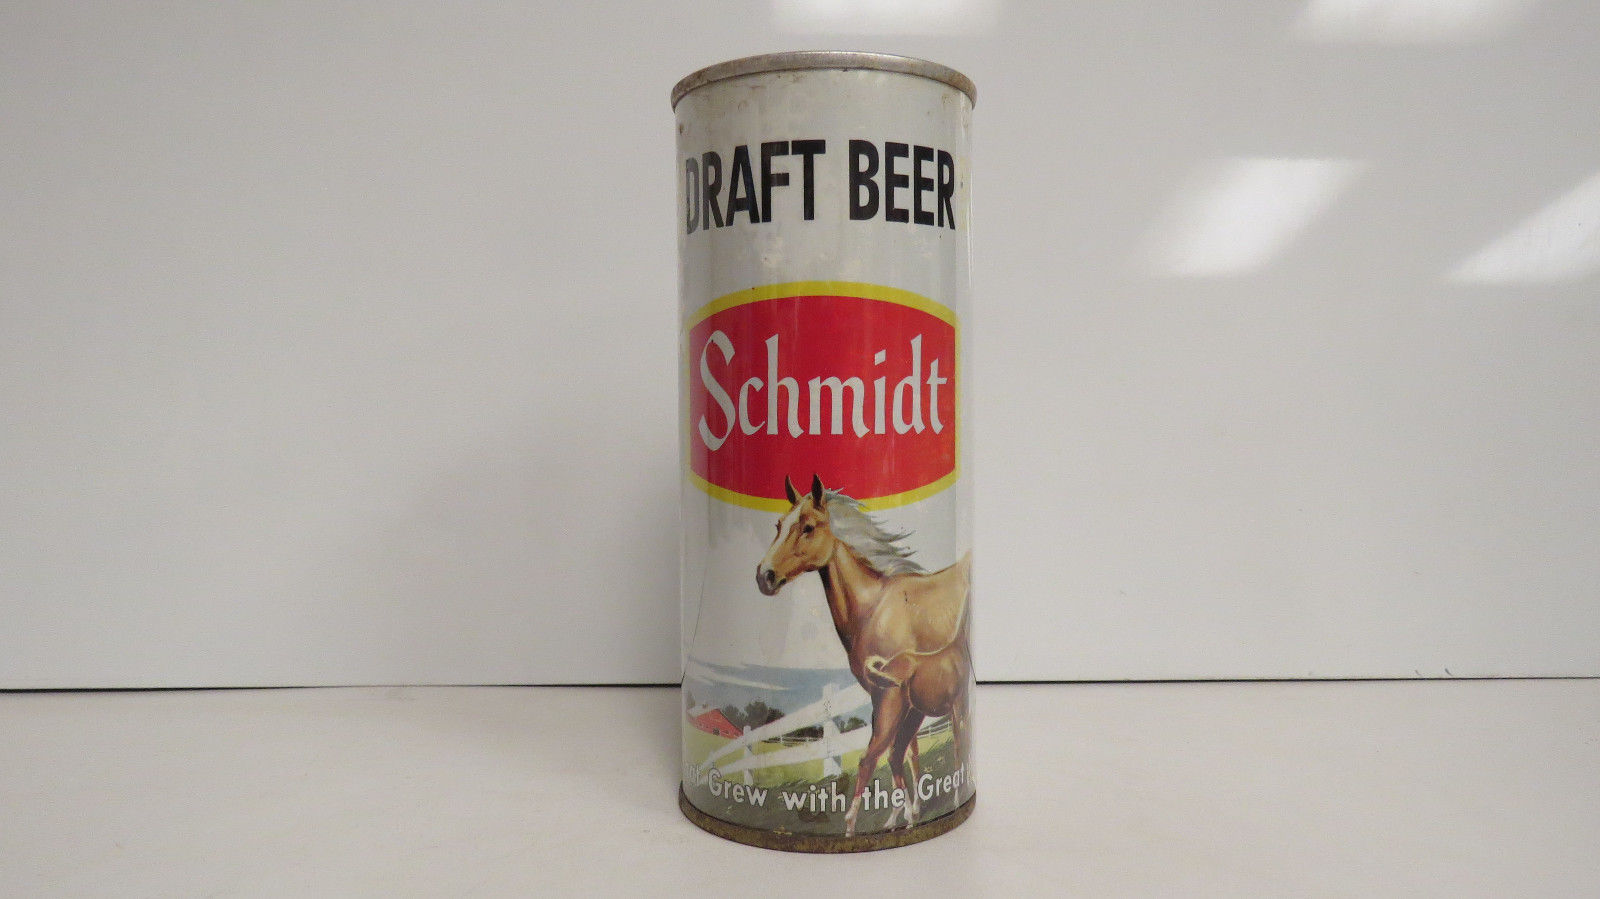 DRAFT BEER
Schmidt
Grew with the Great